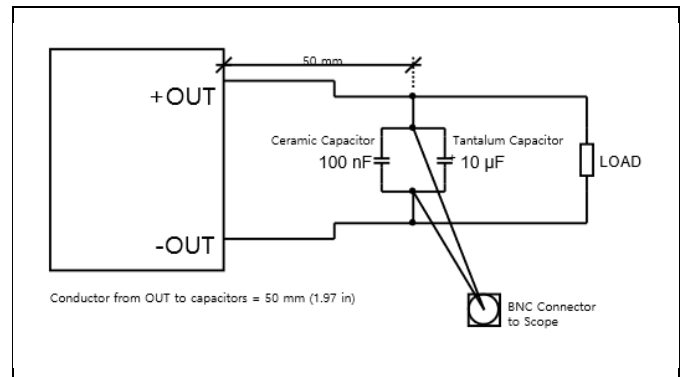 50 mm
+OUT
Ceramic Capacitor
100 nF
Tantalum Capacitor
+ 10 µF
LOAD
-OUT
Conductor from OUT to capacitors = 50 mm (1.97 in)
BNC Connector
to Scope